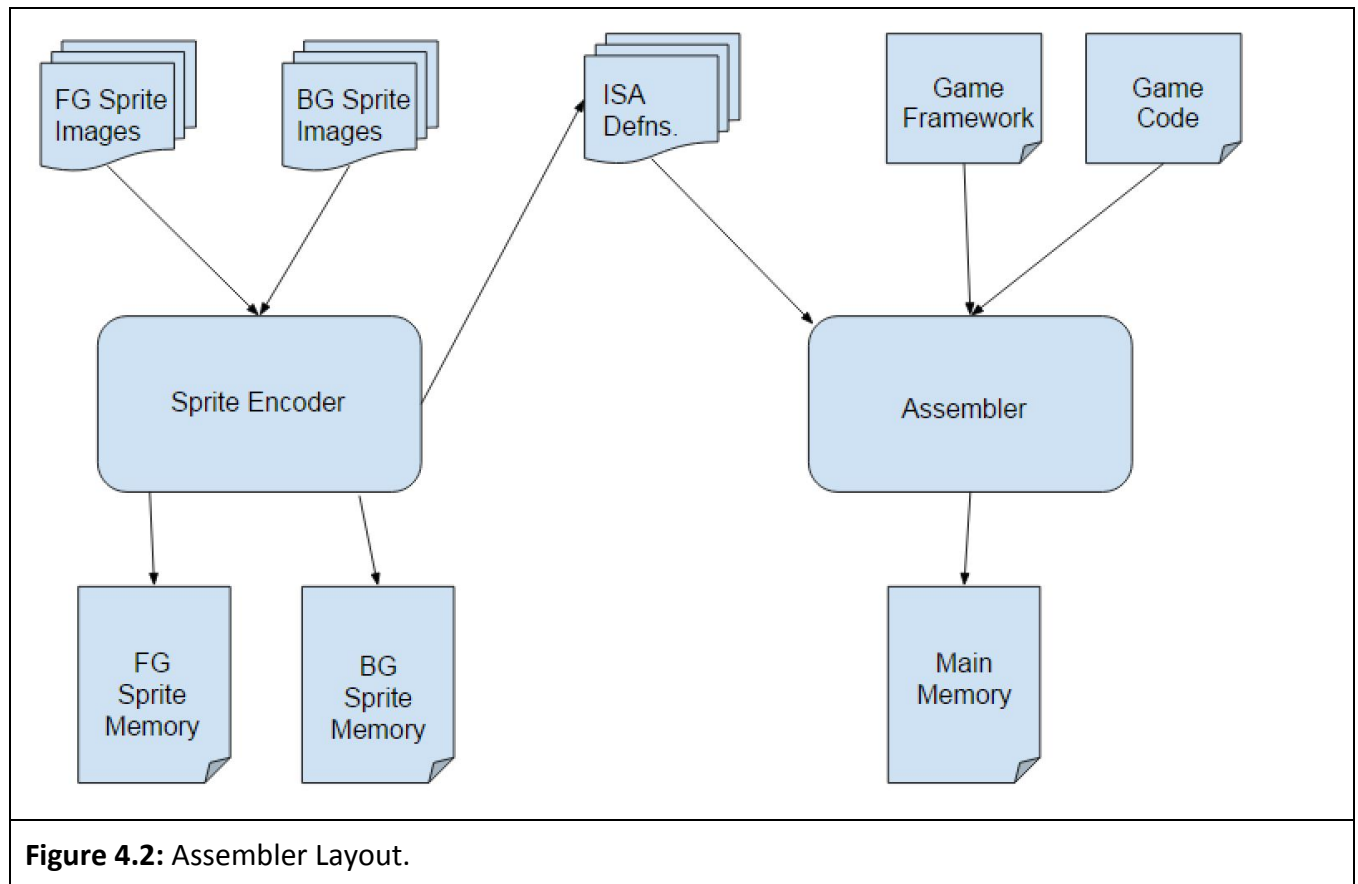 FG Sprite
Images
BG Sprite
Images
ISA
Defns.
Game
Framework
Game
Code
Sprite Encoder
Assembler
FG
Sprite
Memory
BG
Sprite
Memory
Main
Memory
Figure 4.2: Assembler Layout.